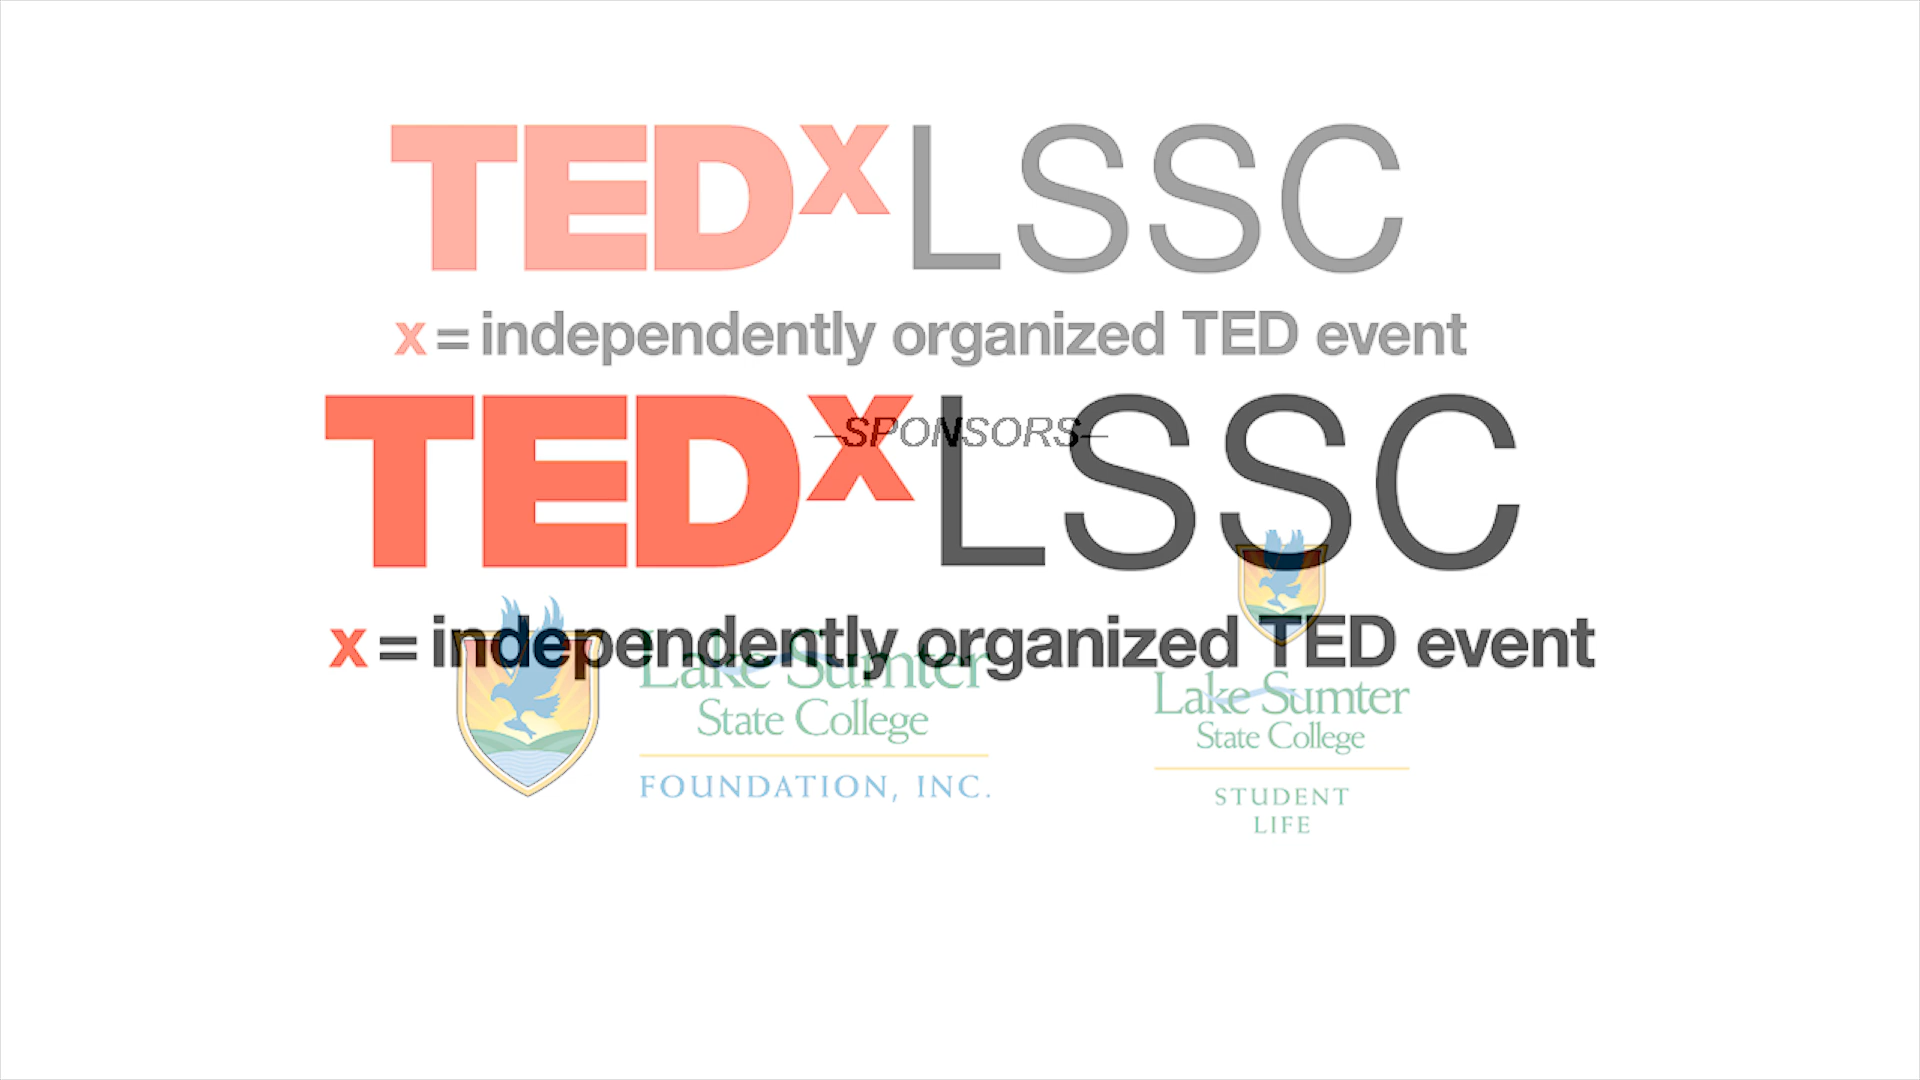 TEDxLSSC
x = independently organized TED event
TEDxLSSC
–SPONSORS–
x = independently organized TED event
Lake Sumter
State College
FOUNDATION, INC.
Lake Sumter
State College
STUDENT
LIFE